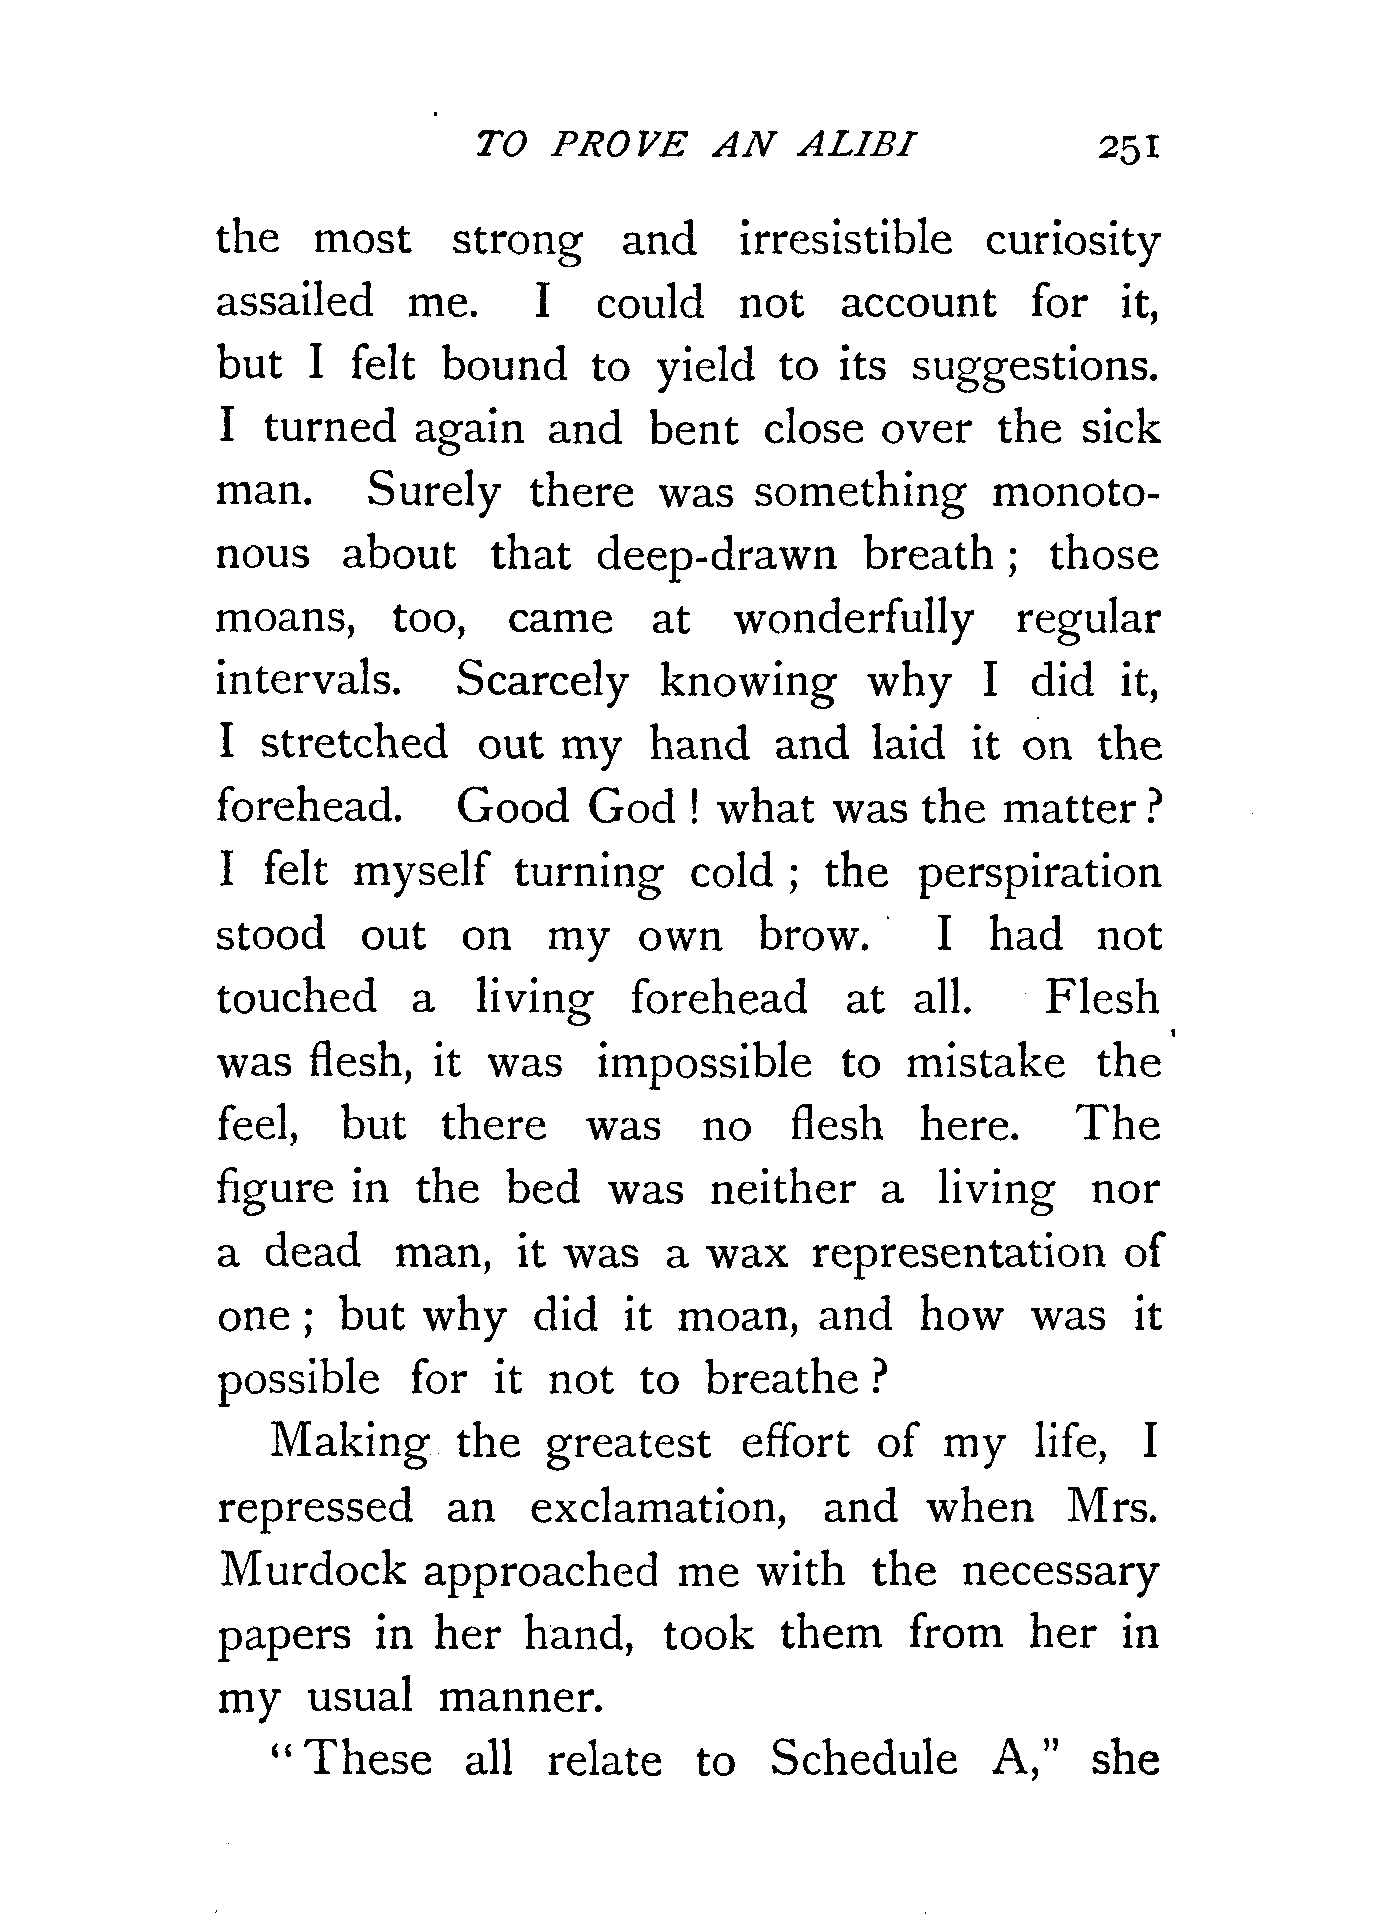 TO PROVE AN ALIBI 251
the most strong and irresistible curiosity
assailed me. I could not account for it,
but I felt bound to yield to its suggestions.
I turned again and bent close over the sick
man. Surely there was something monoto-
nous about that deep-drawn breath ; those
moans, too, came at wonderfully regular
intervals. Scarcely knowing why I did it,
I stretched out my hand and laid it on the
forehead. Good God ! what was the matter ?
I felt myself turning cold ; the perspiration
stood out on my own brow. I had not
touched a living forehead at all. Flesh
was flesh, it was impossible to mistake the
feel, but there was no flesh here. The
figure in the bed was neither a living nor
a dead man, it was a wax representation of
one ; but why did it moan, and how was it
possible for it not to breathe ?
Making the greatest effort of my life, I
repressed an exclamation, and when Mrs.
Murdock approached me with the necessary
papers in her hand, took them from her in
my usual manner.
“ These all relate to Schedule A,” she